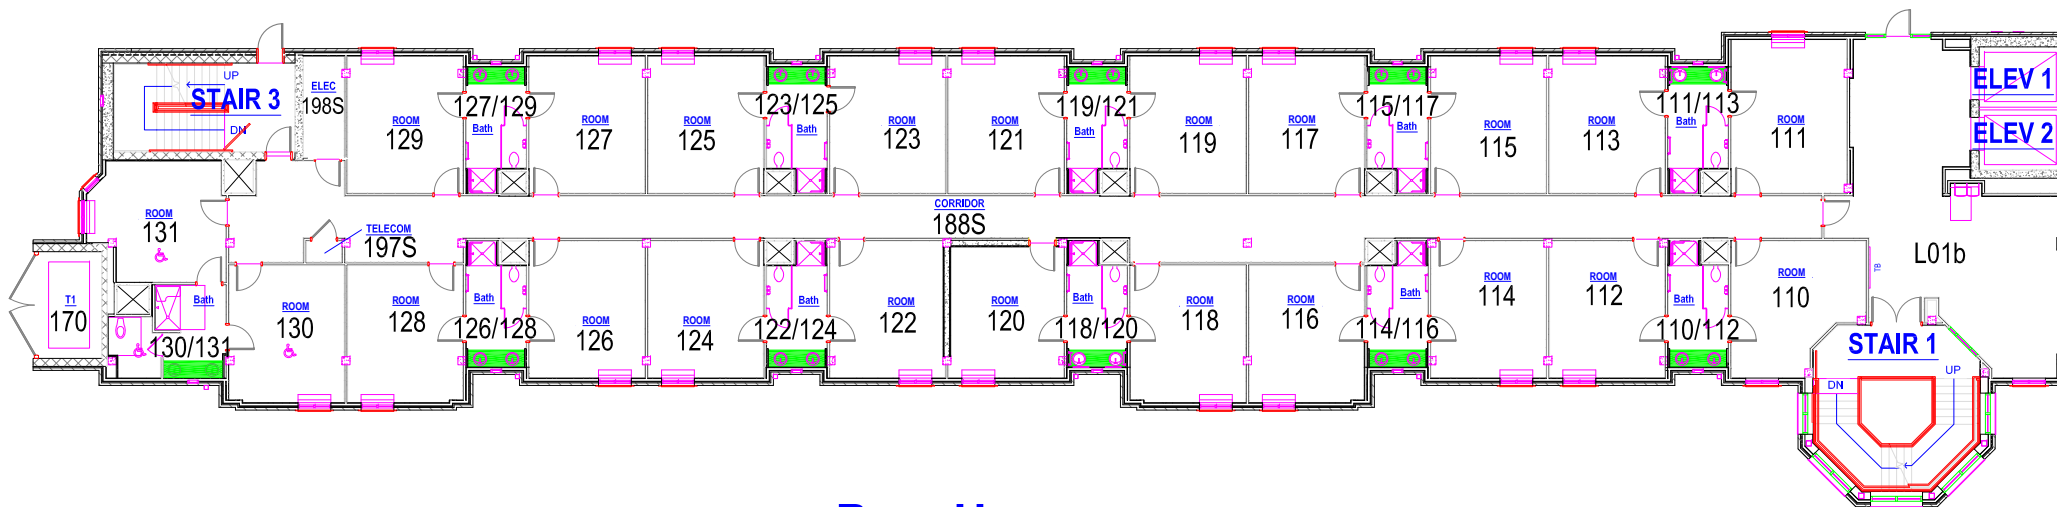 UP
STAIR 3
DN
ELEC
198S
ROOM
129
127/129
Bath
ROOM
127
ROOM
125
123/125
Bath
ROOM
123
ROOM
121
119/121
Bath
ROOM
119
ROOM
117
115/117
Bath
ROOM
115
ROOM
113
111/113
Bath
ROOM
111
ELEV 1
ELEV 2
ROOM
131
TELECOM
197S
CORRIDOR
188S
L01b
TB
T1
170
Bath
130/131
ROOM
130
ROOM
128
Bath
126/128
ROOM
126
ROOM
124
Bath
122/124
ROOM
122
ROOM
120
Bath
118/120
ROOM
118
ROOM
116
Bath
114/116
ROOM
114
ROOM
112
Bath
110/112
ROOM
110
STAIR 1
DN
UP